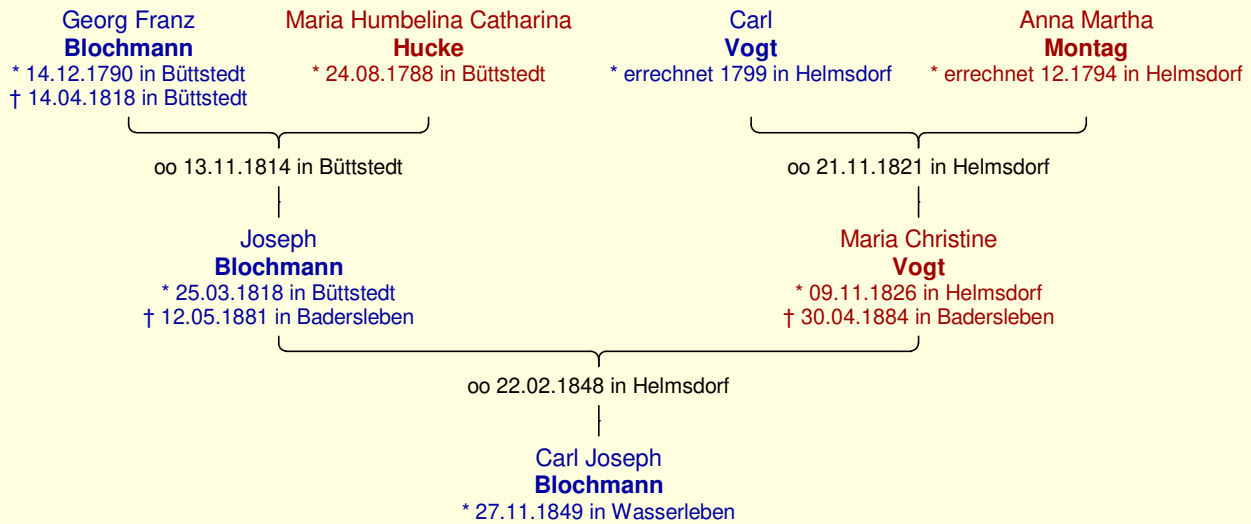 Georg Franz
Blochmann
* 14.12.1790 in Büttstedt
† 14.04.1818 in Büttstedt
Maria Humbelina Catharina
Hucke
* 24.08.1788 in Büttstedt
Carl
Vogt
* errechnet 1799 in Helmsdorf
Anna Martha
Montag
* errechnet 12.1794 in Helmsdorf
oo 13.11.1814 in Büttstedt
oo 21.11.1821 in Helmsdorf
Joseph
Blochmann
* 25.03.1818 in Büttstedt
† 12.05.1881 in Badersleben
Maria Christine
Vogt
* 09.11.1826 in Helmsdorf
† 30.04.1884 in Badersleben
oo 22.02.1848 in Helmsdorf
Carl Joseph
Blochmann
* 27.11.1849 in Wasserleben